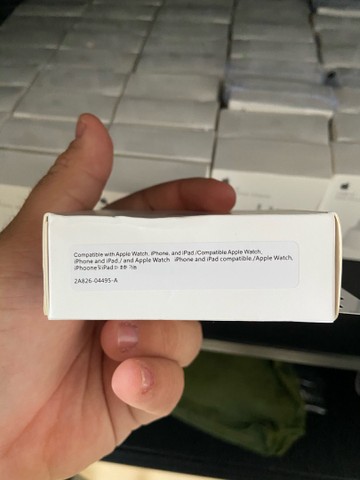 Compatible with Apple Watch, iPhone, and iPad./Compatible Apple Watch,
iPhone and iPad./ and Apple Watch iPhone and iPad compatible./Apple Watch,
iPhoone
2A826-04495-A